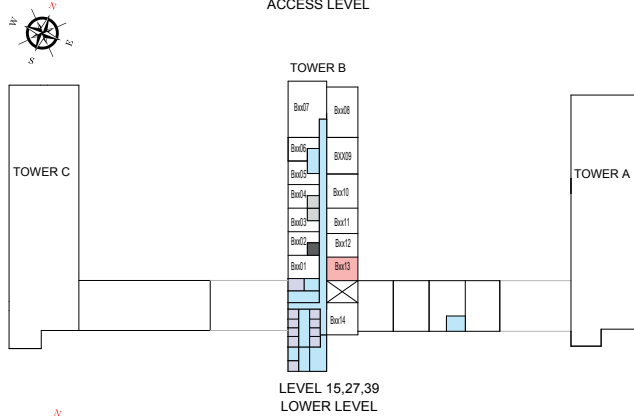 ACCESS LEVEL
N
W
E
S
TOWER B
Bxx07
Bxx08
Bxx06
BXX09
Bxx05
TOWER C
TOWER A
Bxx04
Bxx10
Bxx03
Bxx11
Bxx02
Bxx12
Bxx01
Bxx13
Bxx14
LEVEL 15,27,39
LOWER LEVEL
N